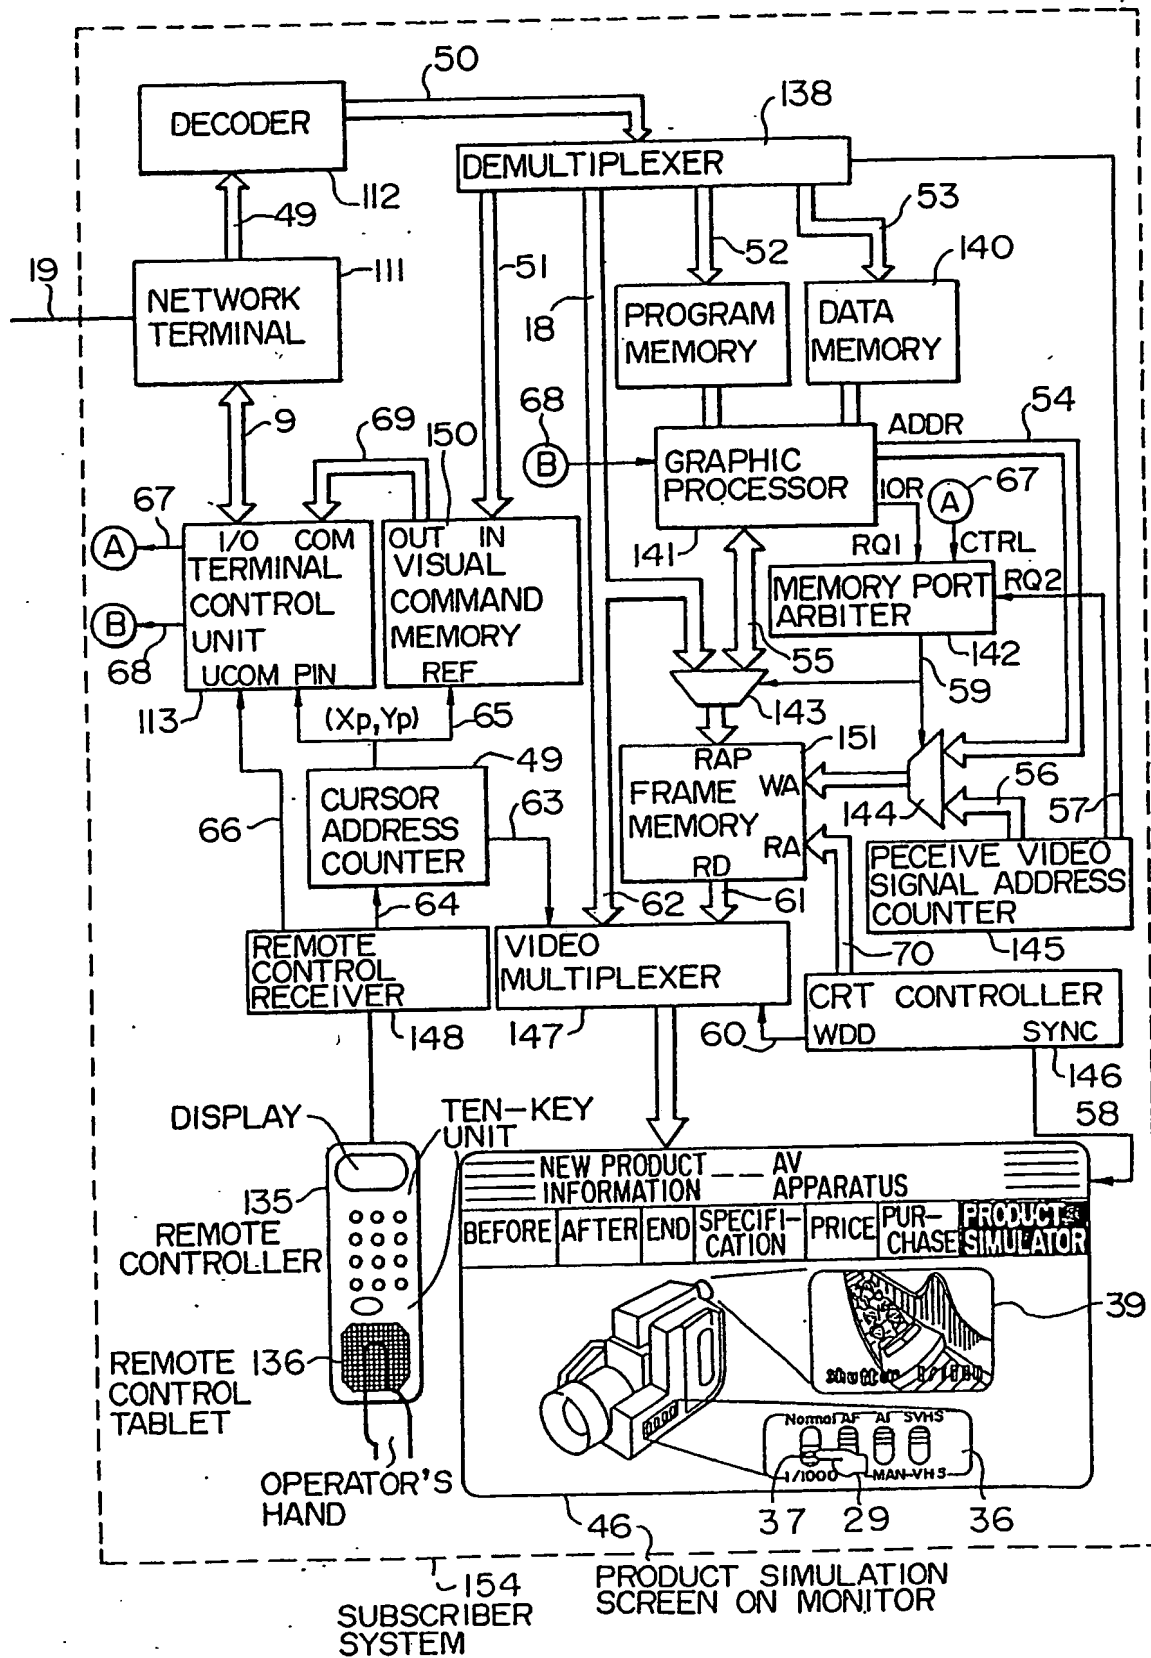 50
138
DECODER
DEMULTIPLEXER
112
49
53
52
140
51
19
111
NETWORK
TERMINAL
18
PROGRAM
MEMORY
DATA
MEMORY
9
69
150
68
B
ADDR
54
GRAPHIC
PROCESSOR
IOR
A
67
67
A
I/O COM
TERMINAL
CONTROL
UNIT
UCOM PIN
OUT IN
VISUAL
COMMAND
MEMORY
REF
141
RQ1
CTRL
MEMORY PORT
ARBITER
RQ2
B
68
55
59
142
113
(Xp,Yp)
65
143
49
RAP
FRAME
MEMORY
WA
RA
RD
151
144
56
57
CURSOR
ADDRESS
COUNTER
63
66
PECEIVE VIDEO
SIGNAL ADDRESS
COUNTER
64
62
61
REMOTE
CONTROL
RECEIVER
VIDEO
MULTIPLEXER
70
145
CRT CONTROLLER
WDD SYNC
148
147
60
146
58
DISPLAY
TEN-KEY
UNIT
135
REMOTE
CONTROLLER
NEW PRODUCT
INFORMATION
AV
APPARATUS
BEFORE
AFTER
END
SPECIFI-
CATION
PRICE
PUR-
CHASE
PRODUCT
SIMULATOR
39
shutter 1/1000
REMOTE 136
CONTROL
TABLET
Normal AF AI SVHS
1/1000 MAN VHS
OPERATOR'S
HAND
46
37
29
36
154
SUBSCRIBER
SYSTEM
PRODUCT SIMULATION
SCREEN ON MONITOR